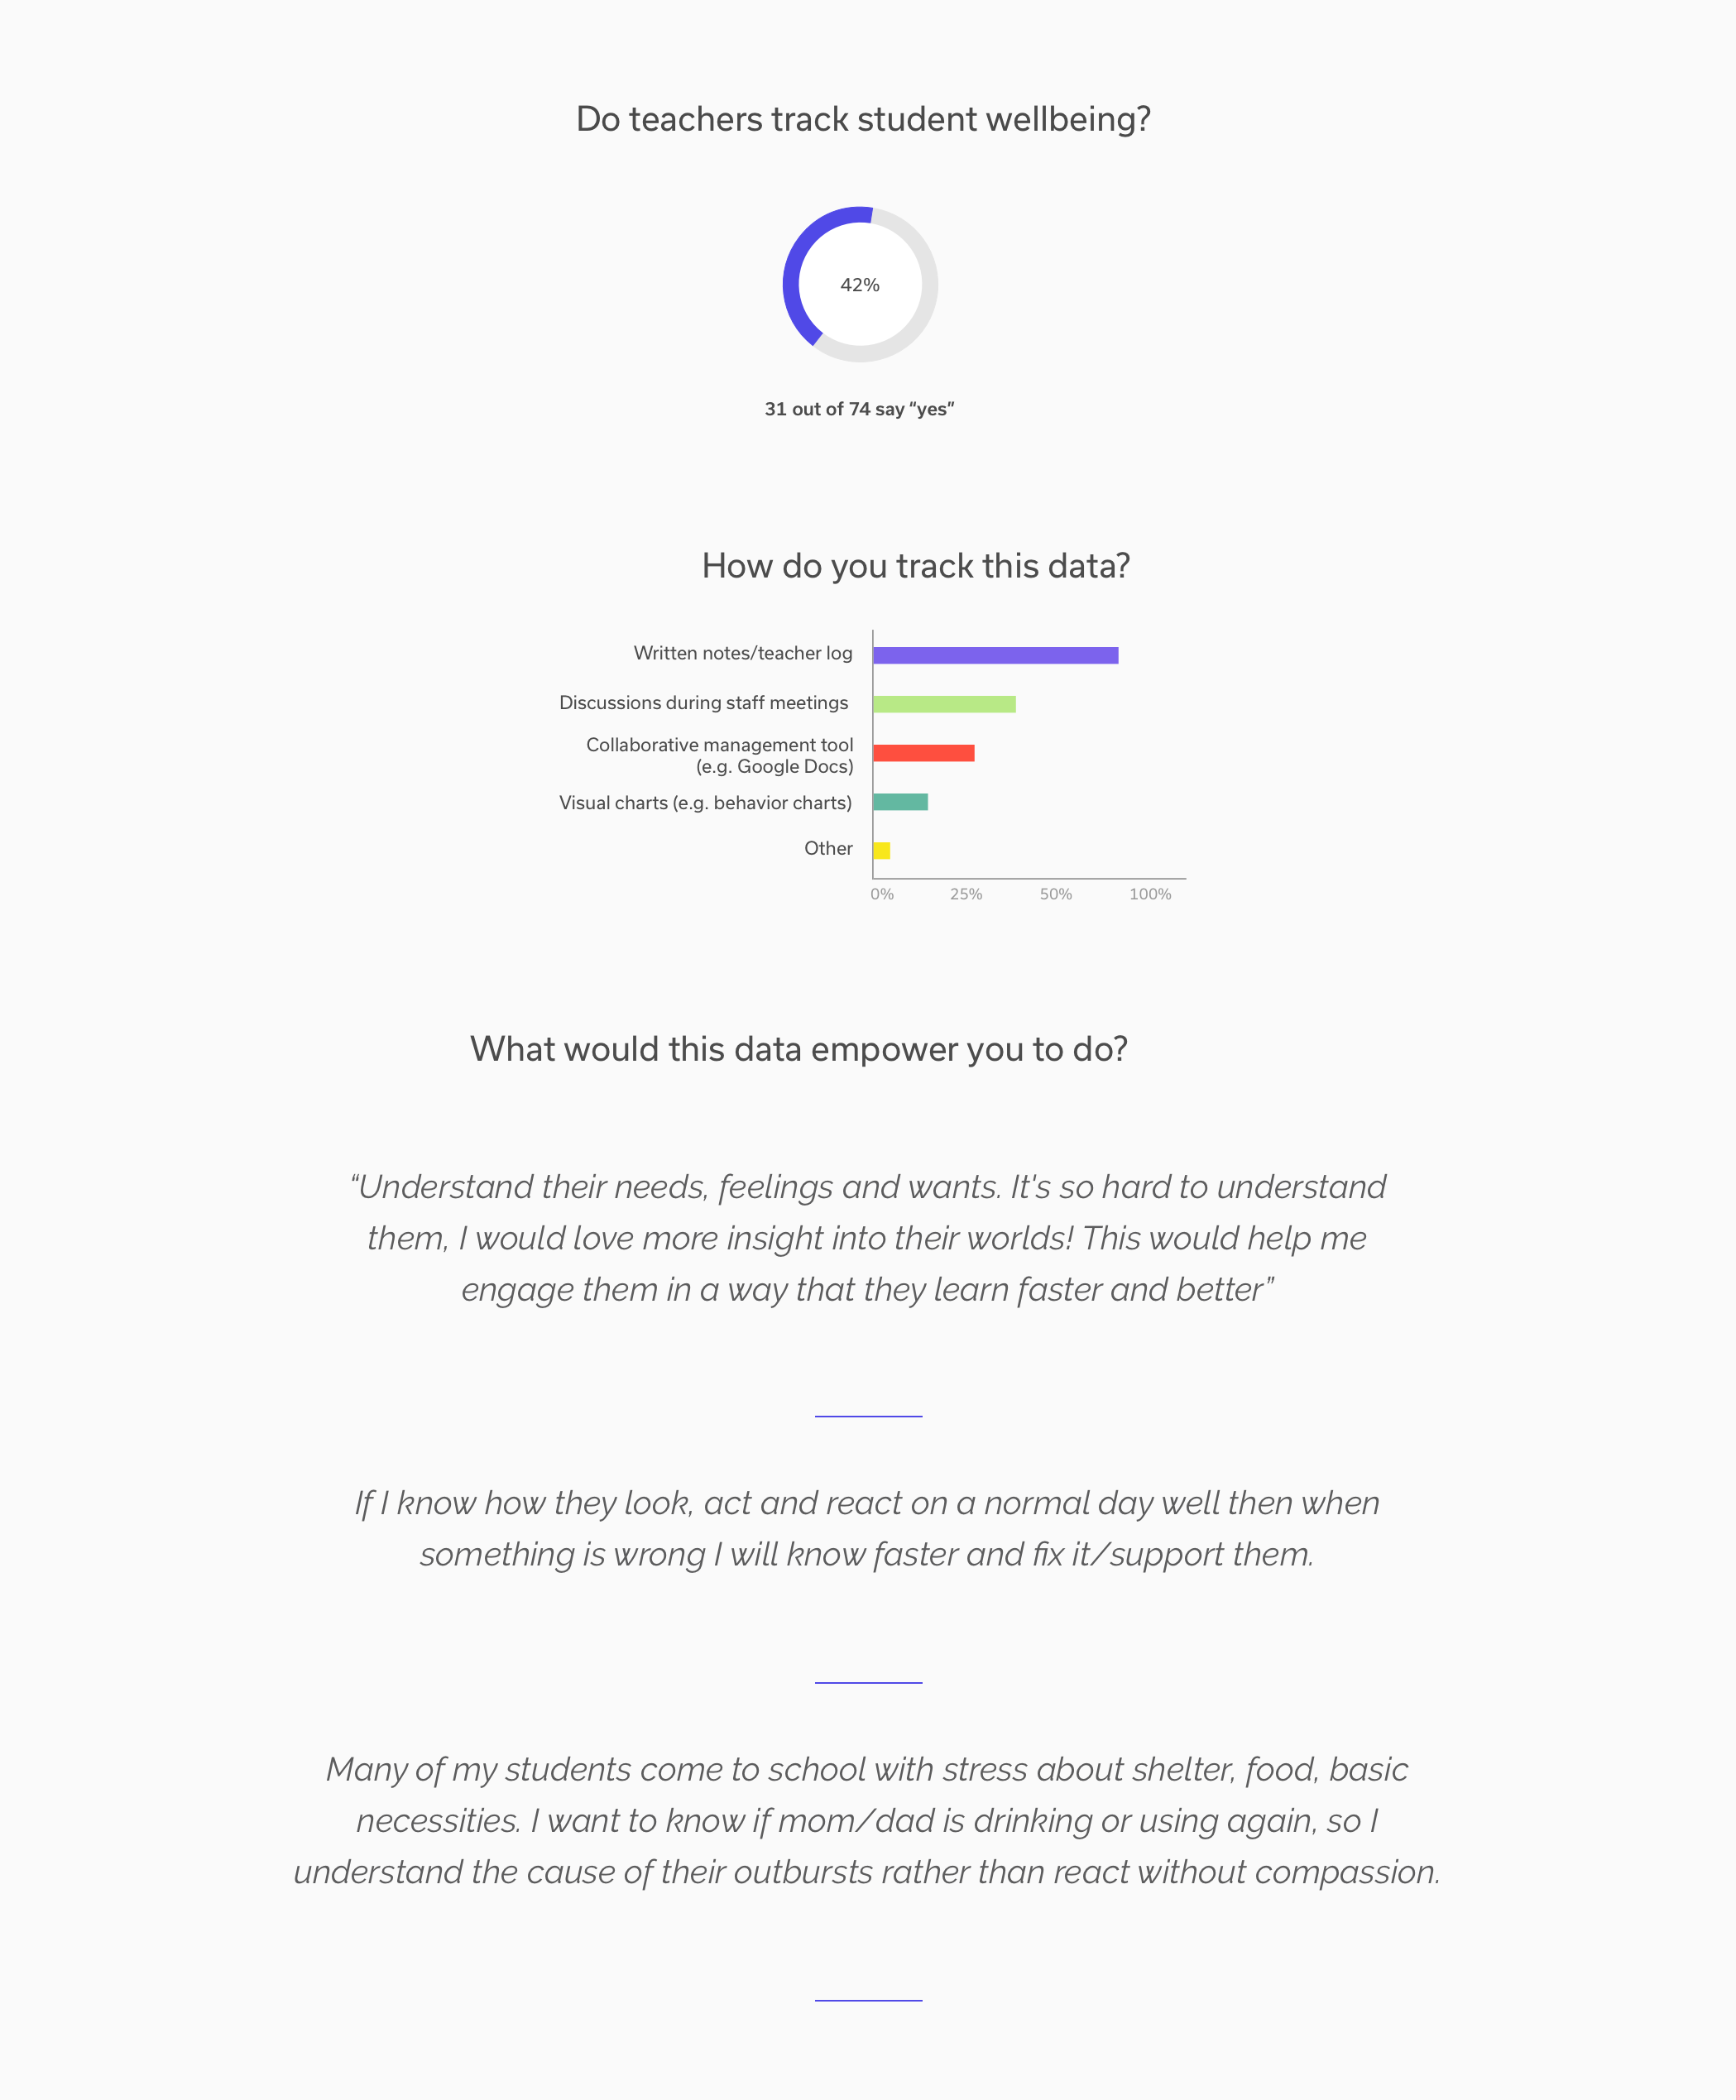 Do teachers track student wellbeing?
42%
31 out of 74 say “yes”
How do you track this data?
Written notes/teacher log
Discussions during staff meetings
Collaborative management tool
(e.g. Google Docs)
Visual charts (e.g. behavior charts)
Other
0% 25% 50% 100%
What would this data empower you to do?
“Understand their needs, feelings and wants. It's so hard to understand
them, I would love more insight into their worlds! This would help me
engage them in a way that they learn faster and better”
If I know how they look, act and react on a normal day well then when
something is wrong I will know faster and fix it/support them.
Many of my students come to school with stress about shelter, food, basic
necessities. I want to know if mom/dad is drinking or using again, so I
understand the cause of their outbursts rather than react without compassion.